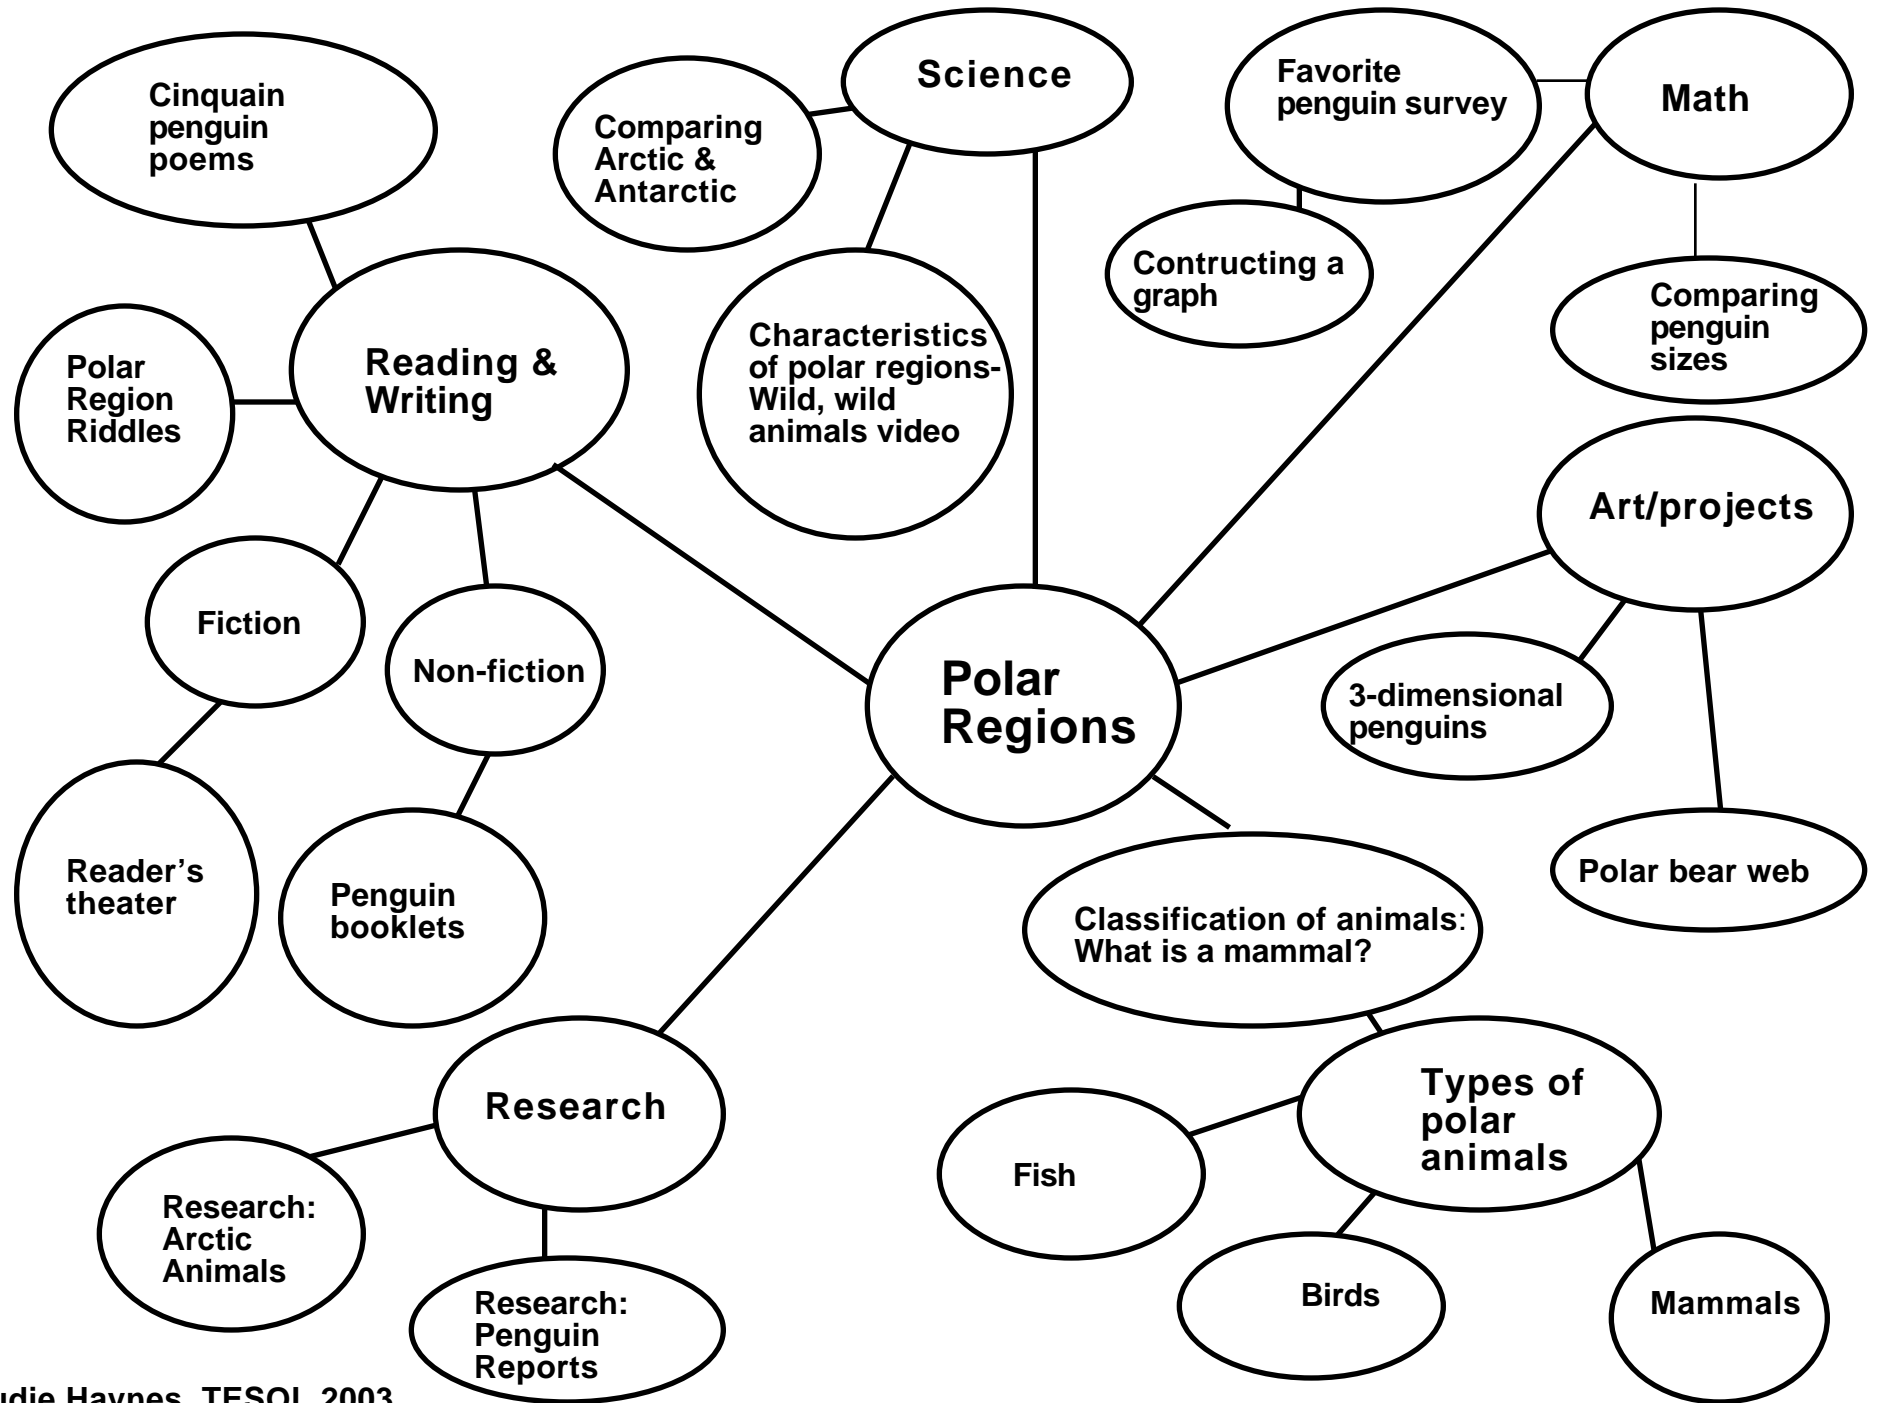 Cinquain
penguin
poems
Comparing
Arctic &
Antarctic
Science
Favorite
penguin survey
Math
Contructing a
graph
Comparing
penguin
sizes
Polar
Region
Riddles
Reading &
Writing
Characteristics
of polar regions-
Wild, wild
animals video
Art/projects
Fiction
Non-fiction
Polar
Regions
3-dimensional
penguins
Reader’s
theater
Penguin
booklets
Classification of animals:
What is a mammal?
Polar bear web
Research
Types of
polar
animals
Fish
Research:
Arctic
Animals
Research:
Penguin
Reports
Birds
Mammals
Haynes, TESOL 2003